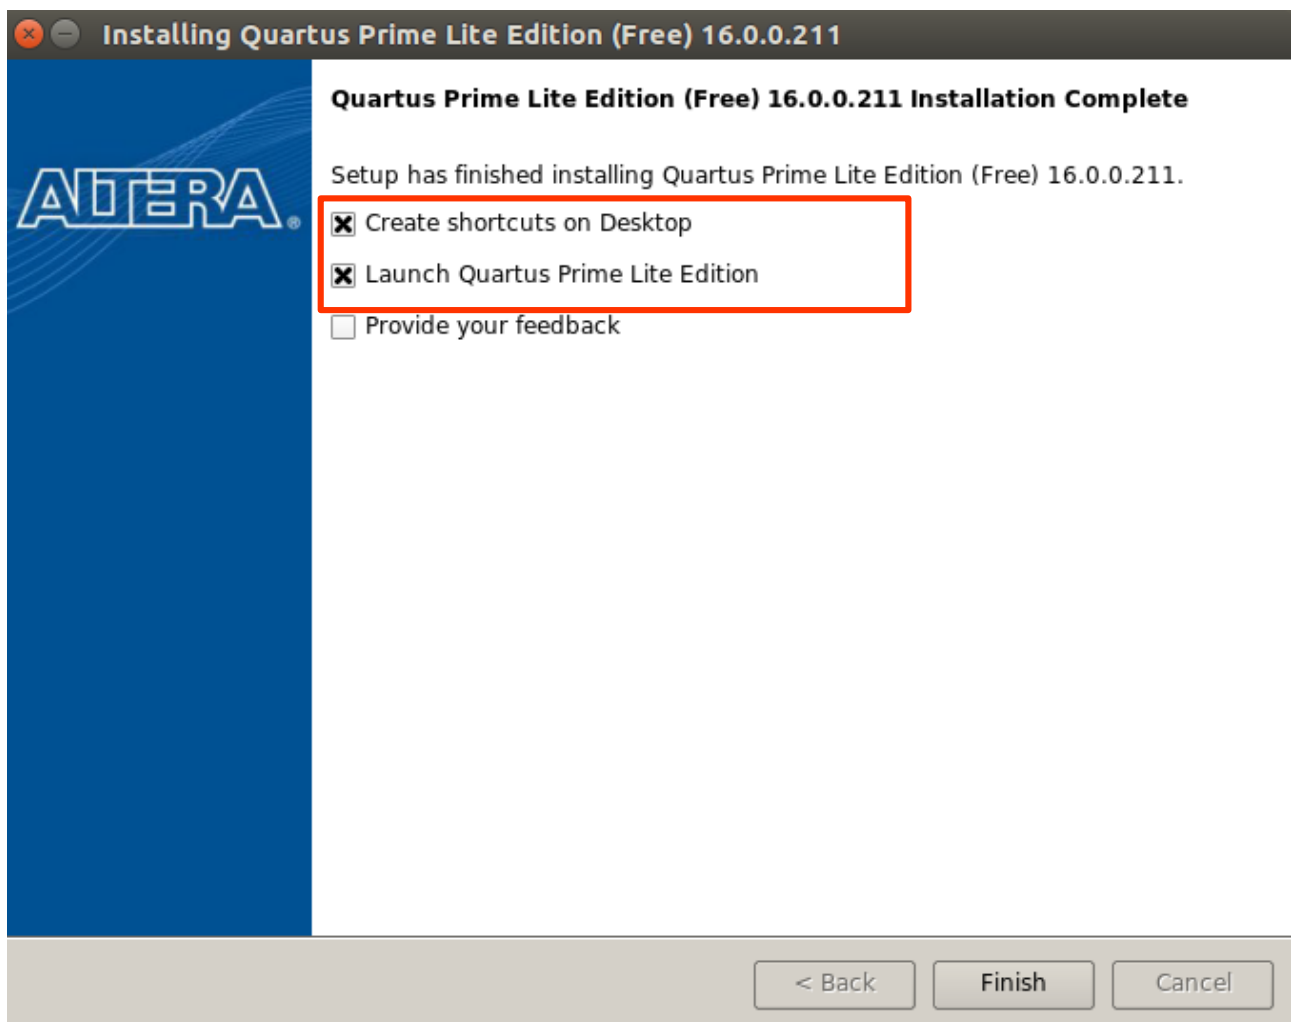 Installing Quartus Prime Lite Edition (Free) 16.0.0.211
Quartus Prime Lite Edition (Free) 16.0.0.211 Installation Complete
ALTERA®
Setup has finished installing Quartus Prime Lite Edition (Free) 16.0.0.211.
Create shortcuts on Desktop
Launch Quartus Prime Lite Edition
Provide your feedback
< Back
Finish
Cancel